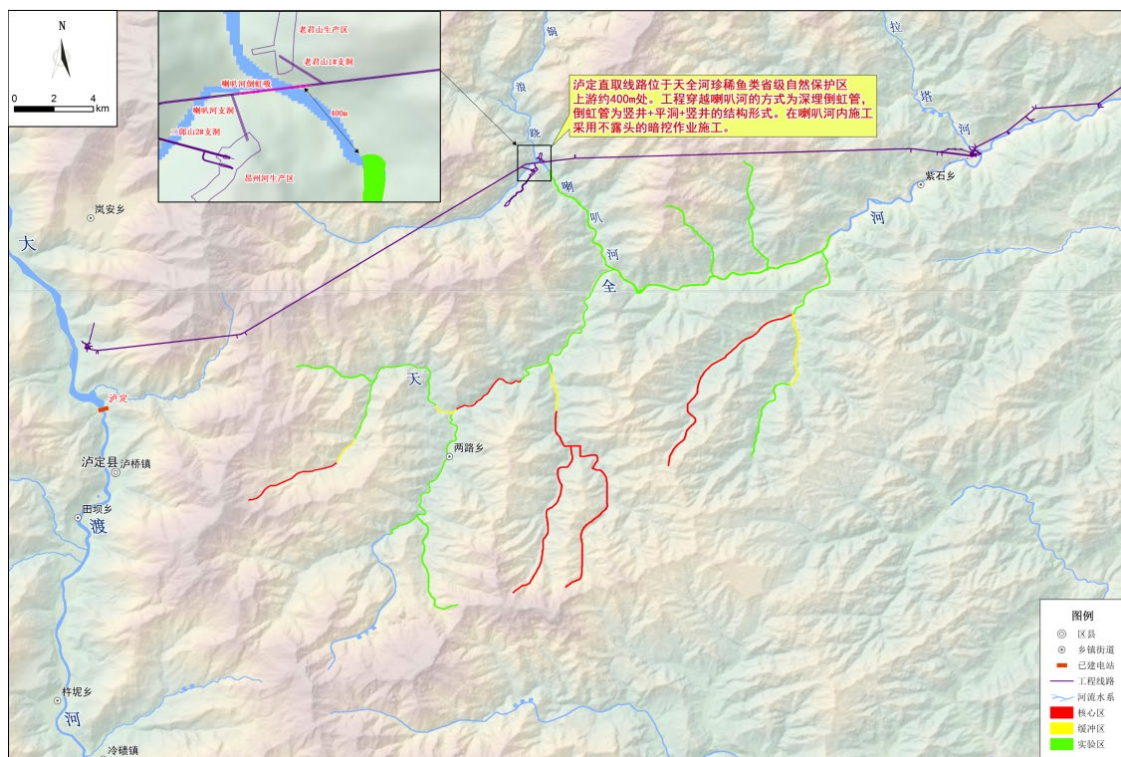 N
0 2 4
km
老君山生产区
老君山1#支洞
喇叭河倒虹吸
喇叭河支洞
400m
二郎山2#支洞
昂州河生产区
泸定直取线路位于天全河珍稀鱼类省级自然保护区
上游约400m处。工程穿越喇叭河的方式为深埋倒虹管，
倒虹管为竖井+平洞+竖井的结构形式。在喇叭河内施工
采用不露头的暗挖作业施工。
锅
浪
跷
拉
塔
河
紫石乡
岚安乡
大
喇
叭
河
河
全
天
泸定
两路乡
泸定县
泸桥镇
田坝乡
渡
杵坭乡
河
冷碛镇
图例
区县
乡镇街道
已建电站
工程线路
河流水系
核心区
缓冲区
实验区